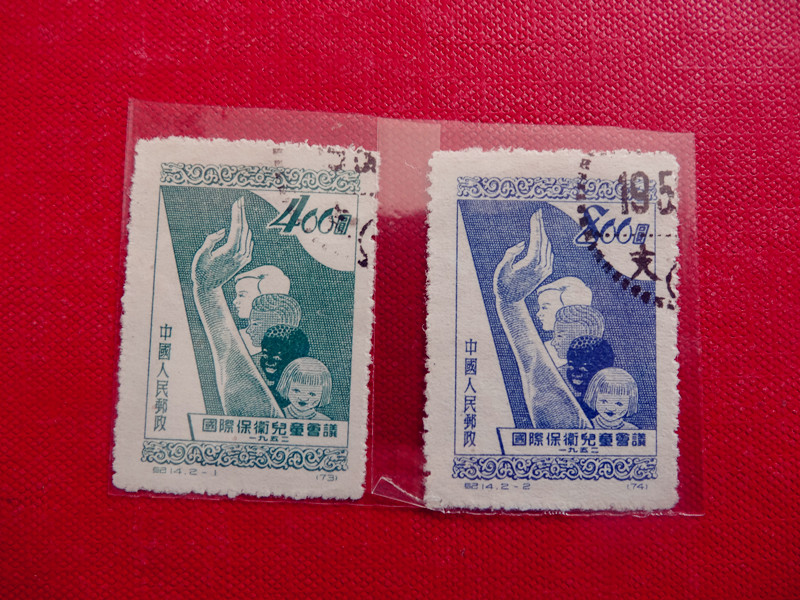 400圓
中國人民郵政
國際保衛兒童會議
一九五二
紀14.2-1
(73)
195
800圓
大
中國人民郵政
國際保衛兒童會議
一九五二
紀14.2-2
(74)